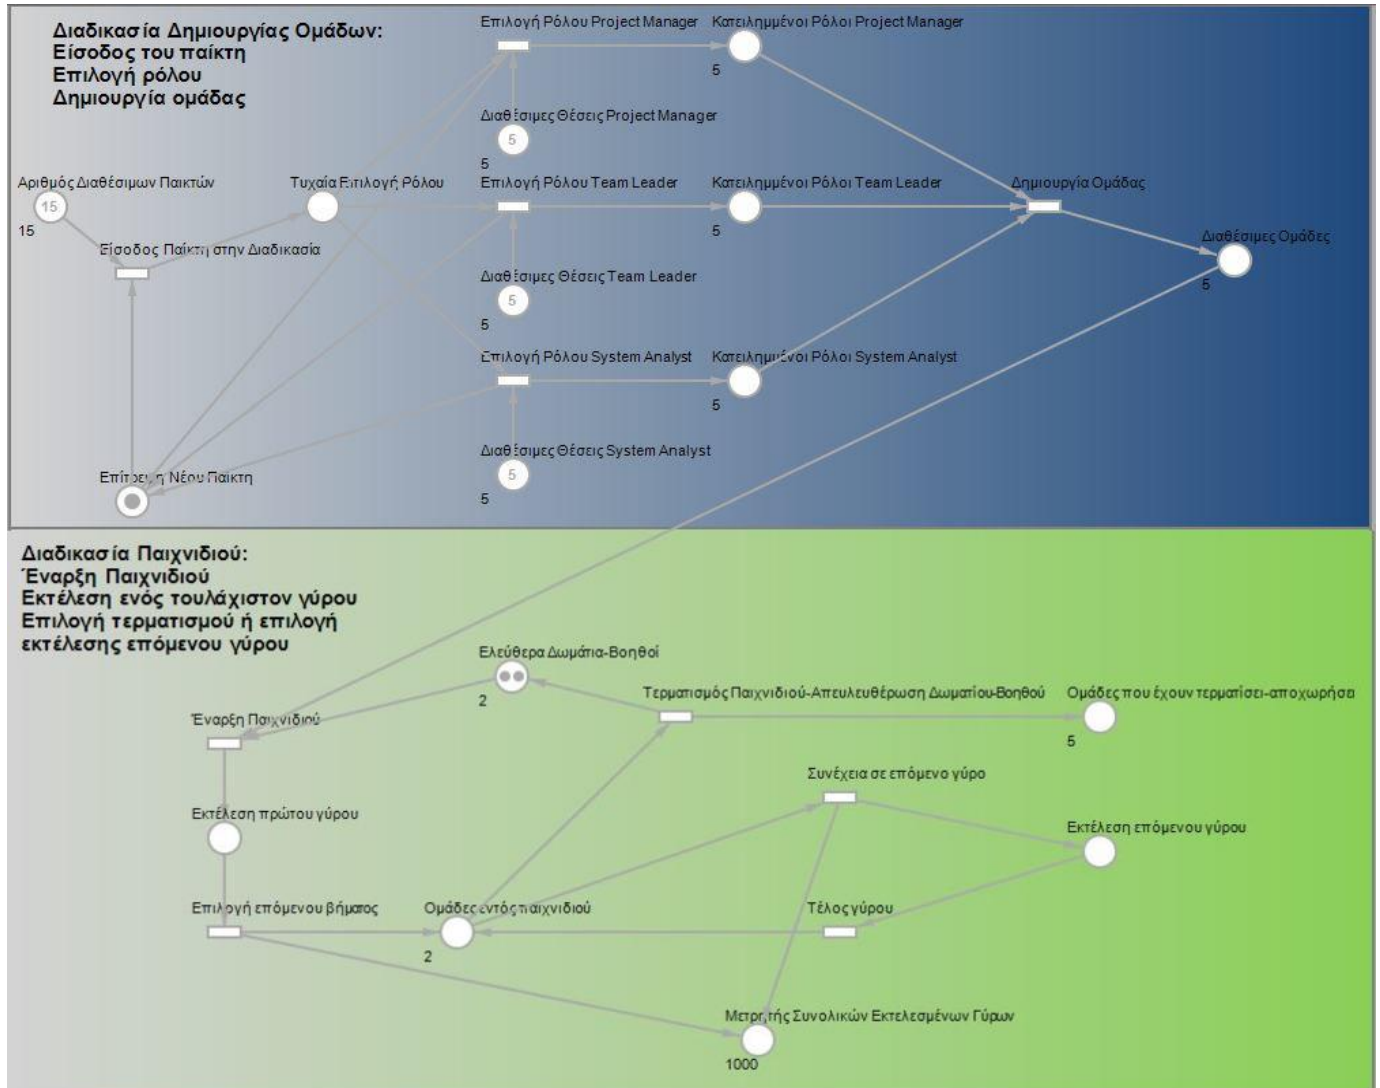 Διαδικασία Δημιουργίας Ομάδων:
Είσοδος του παίκτη
Επιλογή ρόλου
Δημιουργία ομάδας
Επιλογή Ρόλου Project Manager
Κατειλημμένοι Ρόλοι Project Manager
5
Διαθέσιμες Θέσεις Project Manager
5
5
Αριθμός Διαθέσιμων Παικτών
15
15
Τυχαία Επιλογή Ρόλου
Επιλογή Ρόλου Team Leader
Κατειλημμένοι Ρόλοι Team Leader
5
Δημιουργία Ομάδας
Είσοδος Παίκτη στην Διαδικασία
Διαθέσιμες Ομάδες
5
Διαθέσιμες Θέσεις Team Leader
5
5
Επιλογή Ρόλου System Analyst
Κατειλημμένοι Ρόλοι System Analyst
5
Διαθέσιμες Θέσεις System Analyst
5
5
Επίτρεψη Νέου Παίκτη
Διαδικασία Παιχνιδιού:
Έναρξη Παιχνιδιού
Εκτέλεση ενός τουλάχιστον γύρου
Επιλογή τερματισμού ή επιλογή
εκτέλεσης επόμενου γύρου
Ελεύθερα Δωμάτια-Βοηθοί
2
Τερματισμός Παιχνιδιού-Απευλευθέρωση Δωματίου-Βοηθού
Ομάδες που έχουν τερματίσει-αποχωρήσει
5
Έναρξη Παιχνιδιού
Συνέχεια σε επόμενο γύρο
Εκτέλεση πρώτου γύρου
Εκτέλεση επόμενου γύρου
Επιλογή επόμενου βήματος
Ομάδες εντός παιχνιδιού
2
Τέλος γύρου
Μετρητής Συνολικών Εκτελεσμένων Γύρων
1000